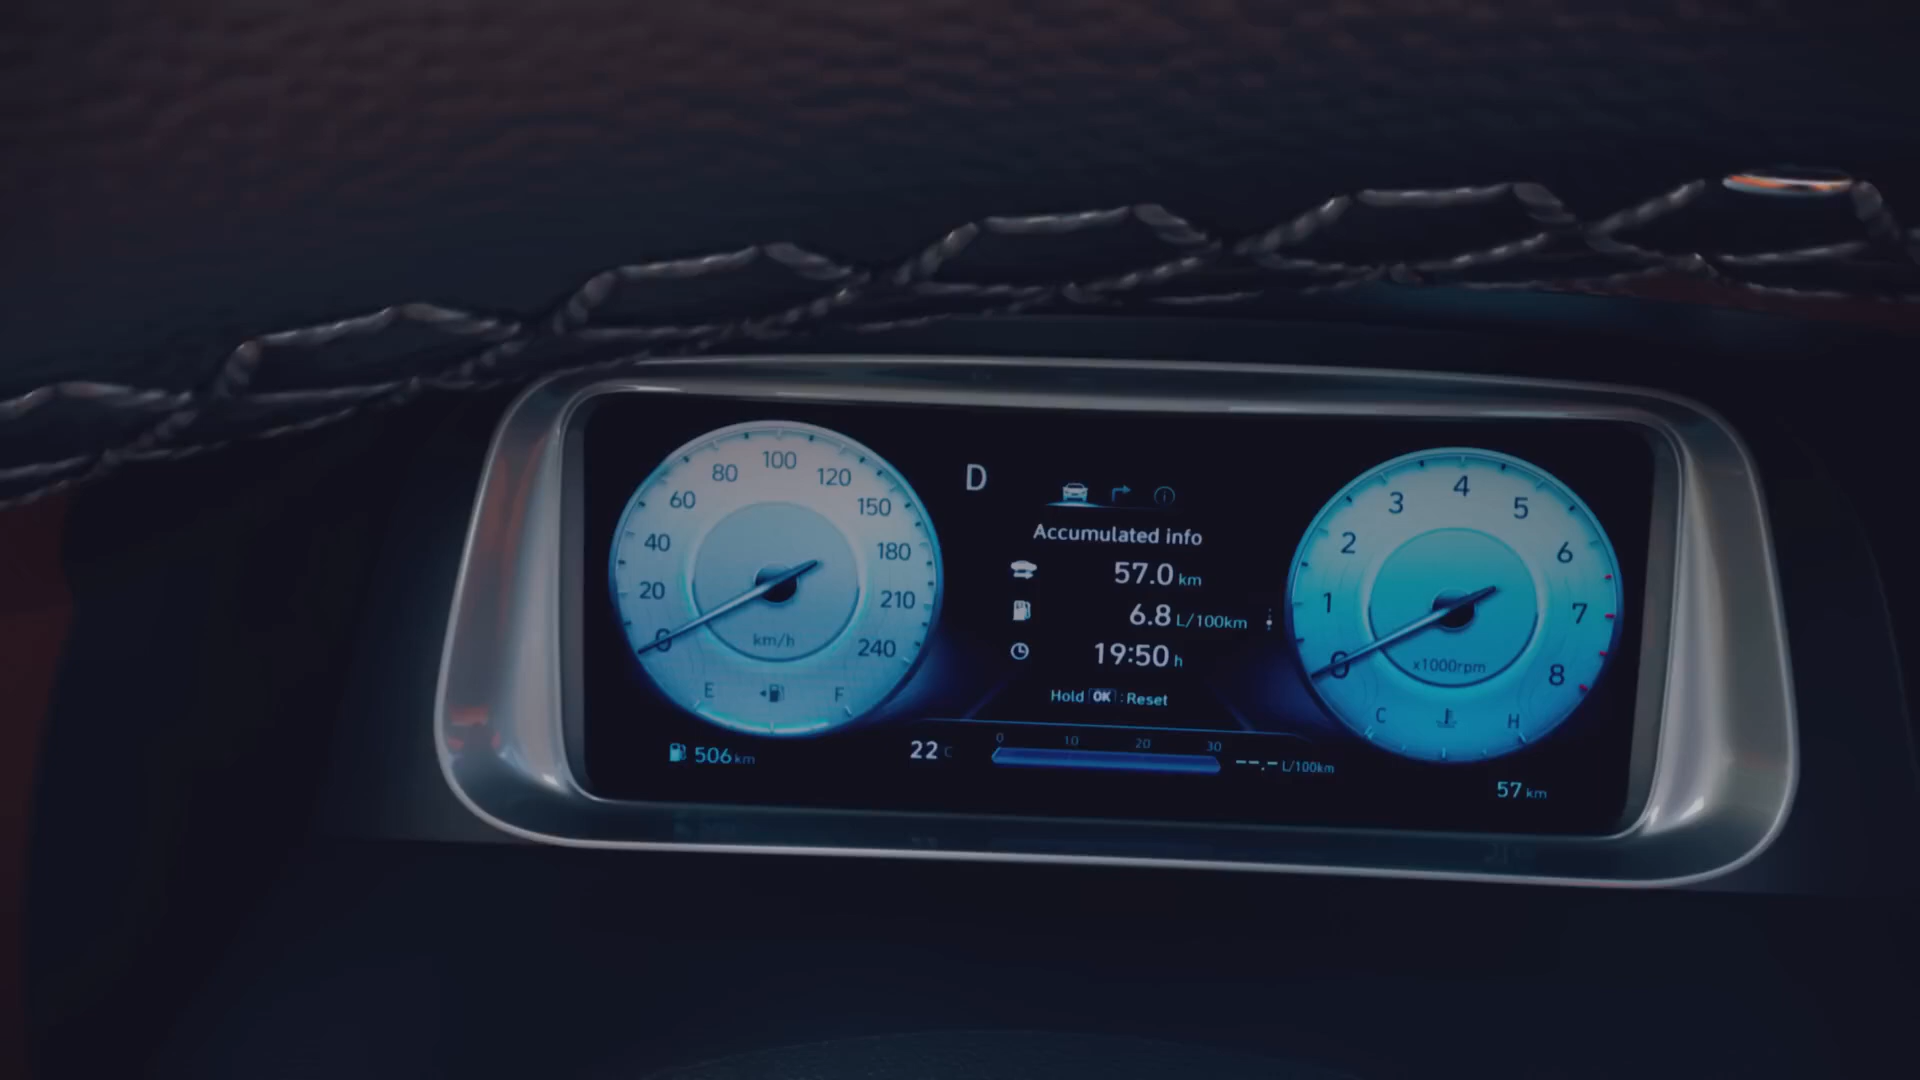 20 40 60 80 100 120 150 180 210 240
0
km/h
E F
506 km
D
Accumulated info
57.0 km
6.8 L/100km
19:50 h
Hold OK : Reset
22 C
0 10 20 30
--.- L/100km
1 2 3 4 5 6 7 8
0
x1000rpm
C H
57 km